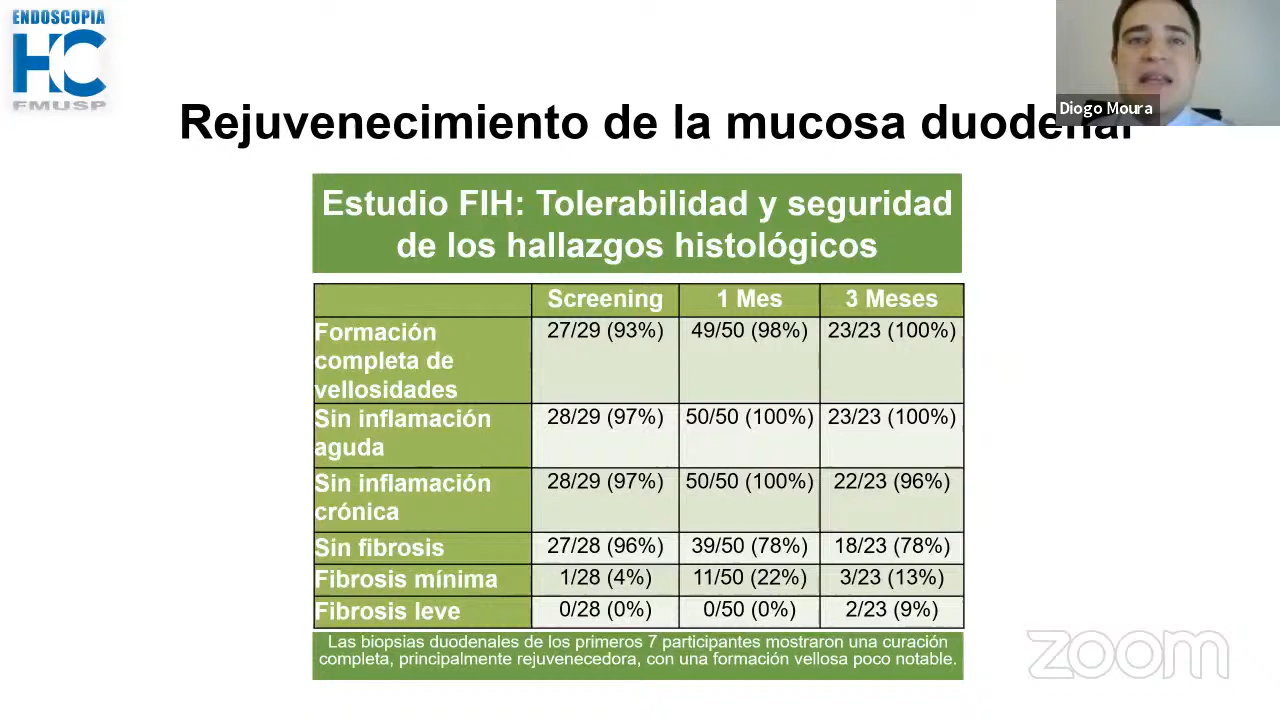 ENDOSCOPIA
HC
FMUSP
Diogo Moura
Rejuvenecimiento de la mucosa duodenal
Estudio FIH: Tolerabilidad y seguridad
de los hallazgos histológicos
Screening 1 Mes 3 Meses
Formación 27/29 (93%) 49/50 (98%) 23/23 (100%)
completa de
vellosidades
Sin inflamación 28/29 (97%) 50/50 (100%) 23/23 (100%)
aguda
Sin inflamación 28/29 (97%) 50/50 (100%) 22/23 (96%)
crónica
Sin fibrosis 27/28 (96%) 39/50 (78%) 18/23 (78%)
Fibrosis mínima 1/28 (4%) 11/50 (22%) 3/23 (13%)
Fibrosis leve 0/28 (0%) 0/50 (0%) 2/23 (9%)
Las biopsias duodenales de los primeros 7 participantes mostraron una curación
completa, principalmente rejuvenecedora, con una formación vellosa poco notable.
zoom